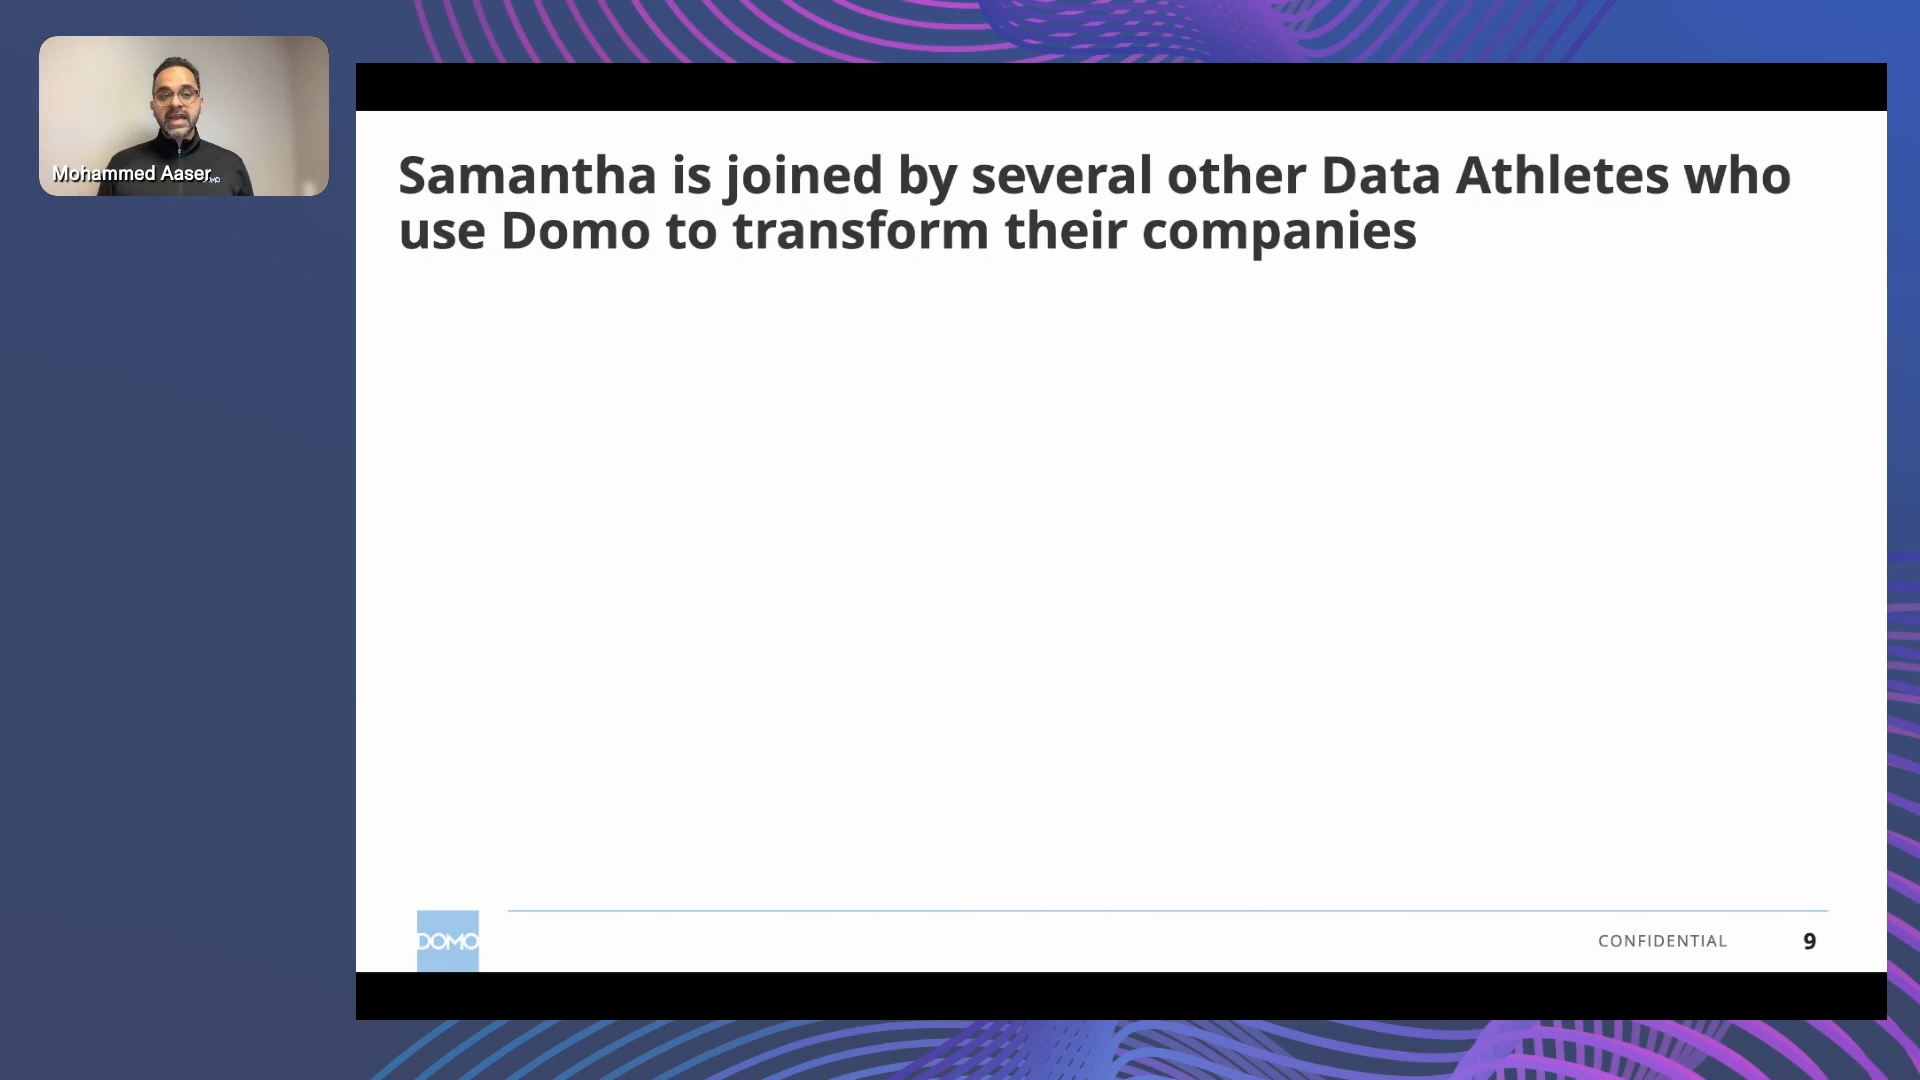 Mohammed Aaser
Samantha is joined by several other Data Athletes who
use Domo to transform their companies
DOMO
CONFIDENTIAL
9